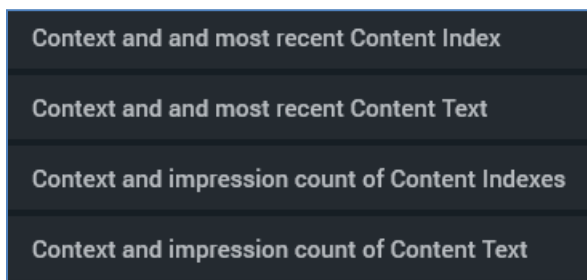 Context and and most recent Content Index
Context and and most recent Content Text
Context and impression count of Content Indexes
Context and impression count of Content Text